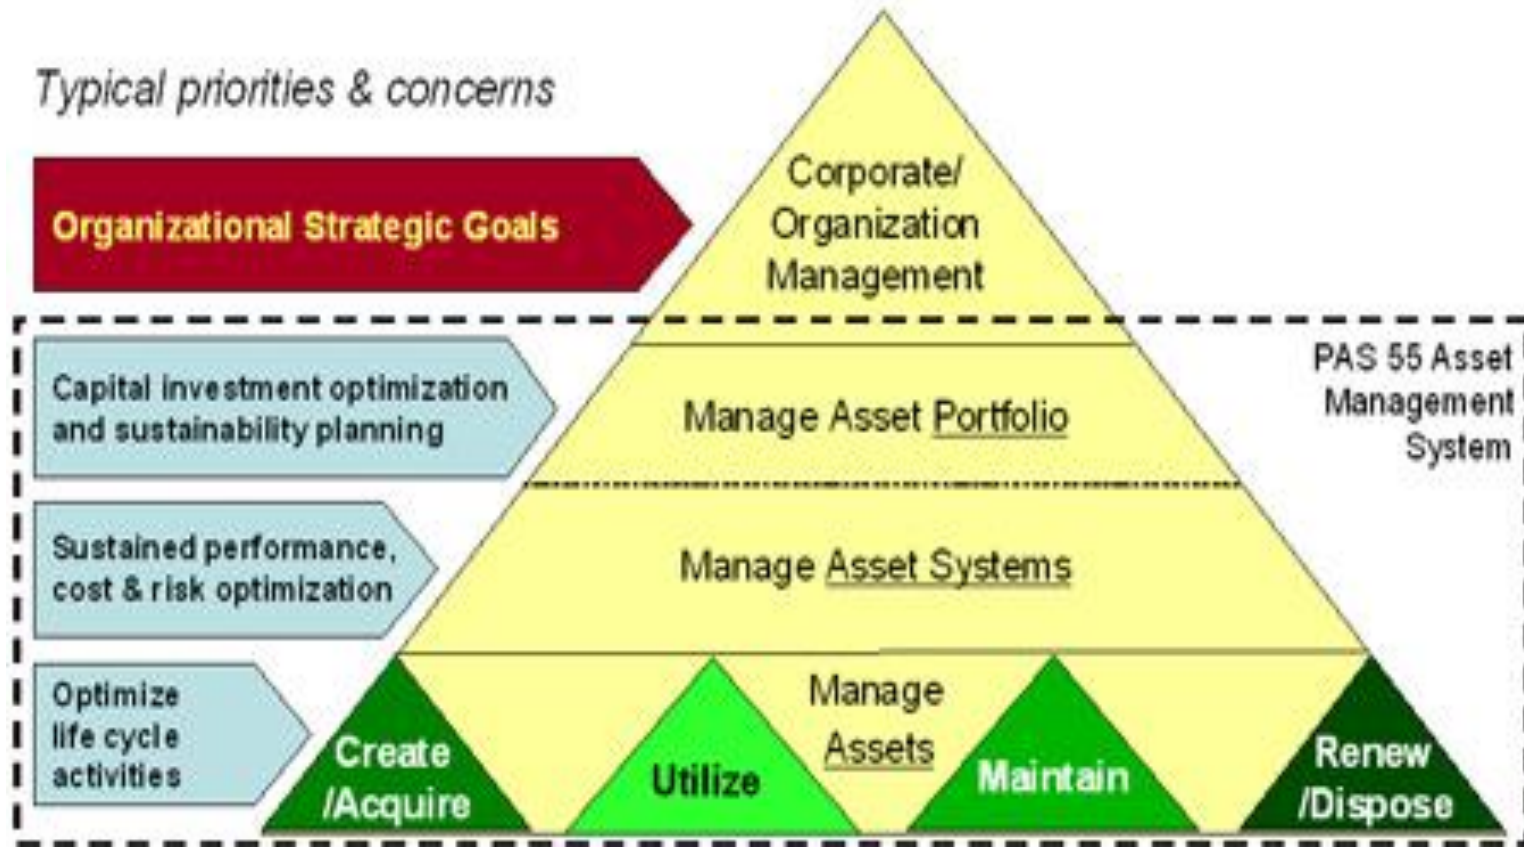 Typical priorities & concerns
Organizational Strategic Goals
Corporate/
Organization
Management
Capital investment optimization
and sustainability planning
Manage Asset Portfolio
PAS 55 Asset
Management
System
Sustained performance,
cost & risk optimization
Manage Asset Systems
Optimize
life cycle
activities
Create
/Acquire
Utilize
Manage
Assets
Maintain
Renew
/Dispose